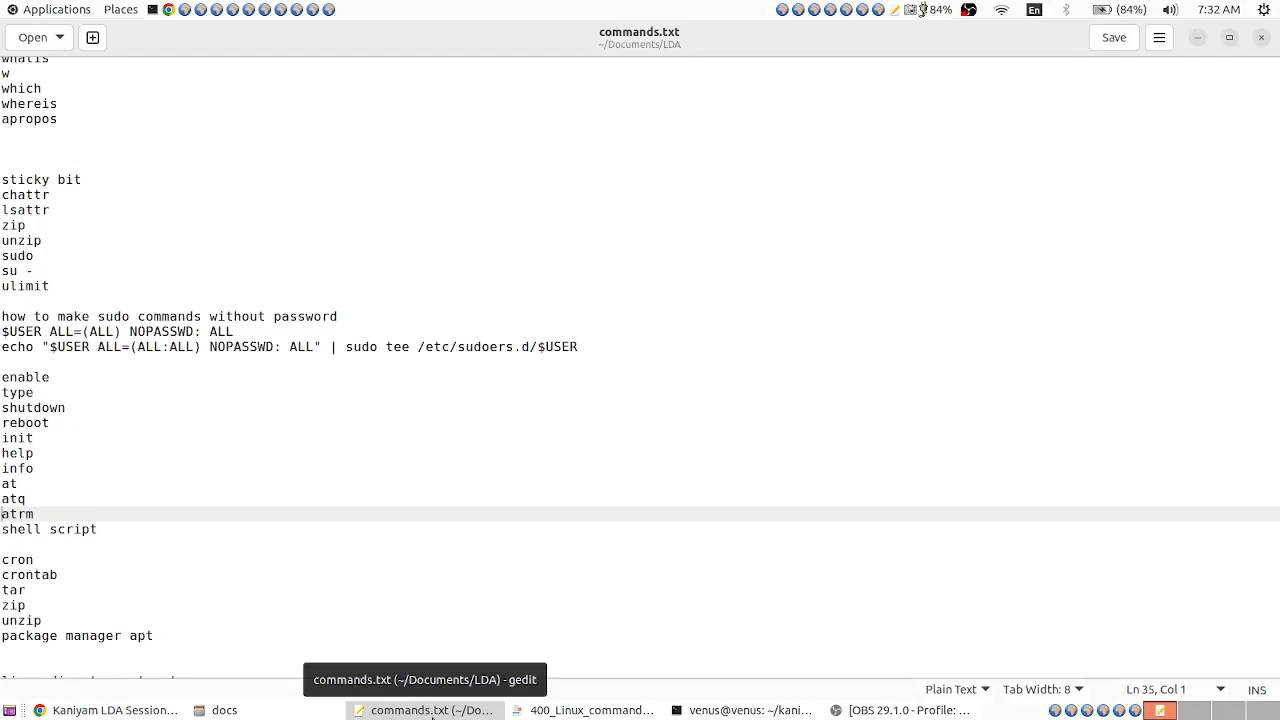 Applications Places 84% En (84%) 7:32 AM
Open commands.txt Save
~/Documents/LDA
whatis
w
which
whereis
apropos
sticky bit
chattr
lsattr
zip
unzip
sudo
su -
ulimit
how to make sudo commands without password
$USER ALL=(ALL) NOPASSWD: ALL
echo "$USER ALL=(ALL:ALL) NOPASSWD: ALL" | sudo tee /etc/sudoers.d/$USER
enable
type
shutdown
reboot
init
help
info
at
atq
atrm
shell script
cron
crontab
tar
zip
unzip
package manager apt
commands.txt (~/Documents/LDA) - gedit
Plain Text Tab Width: 8 Ln 35, Col 1 INS
Kaniyam LDA Session... docs commands.txt (~/Do... 400_Linux_command... venus@venus: ~/kani... [OBS 29.1.0 - Profile: ...